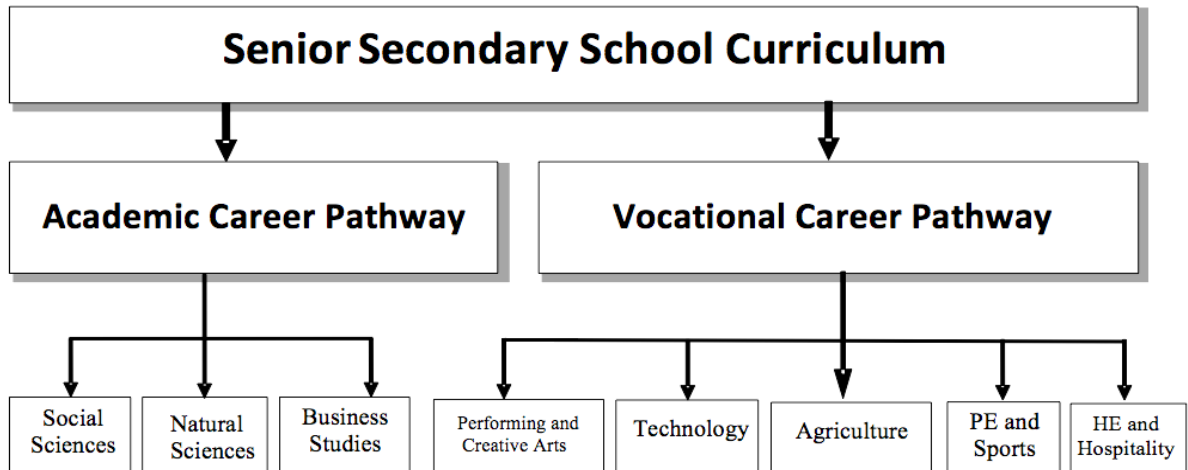 Senior Secondary School Curriculum
Academic Career Pathway
Vocational Career Pathway
Social
Sciences
Natural
Sciences
Business
Studies
Performing and
Creative Arts
Technology
Agriculture
PE and
Sports
HE and
Hospitality